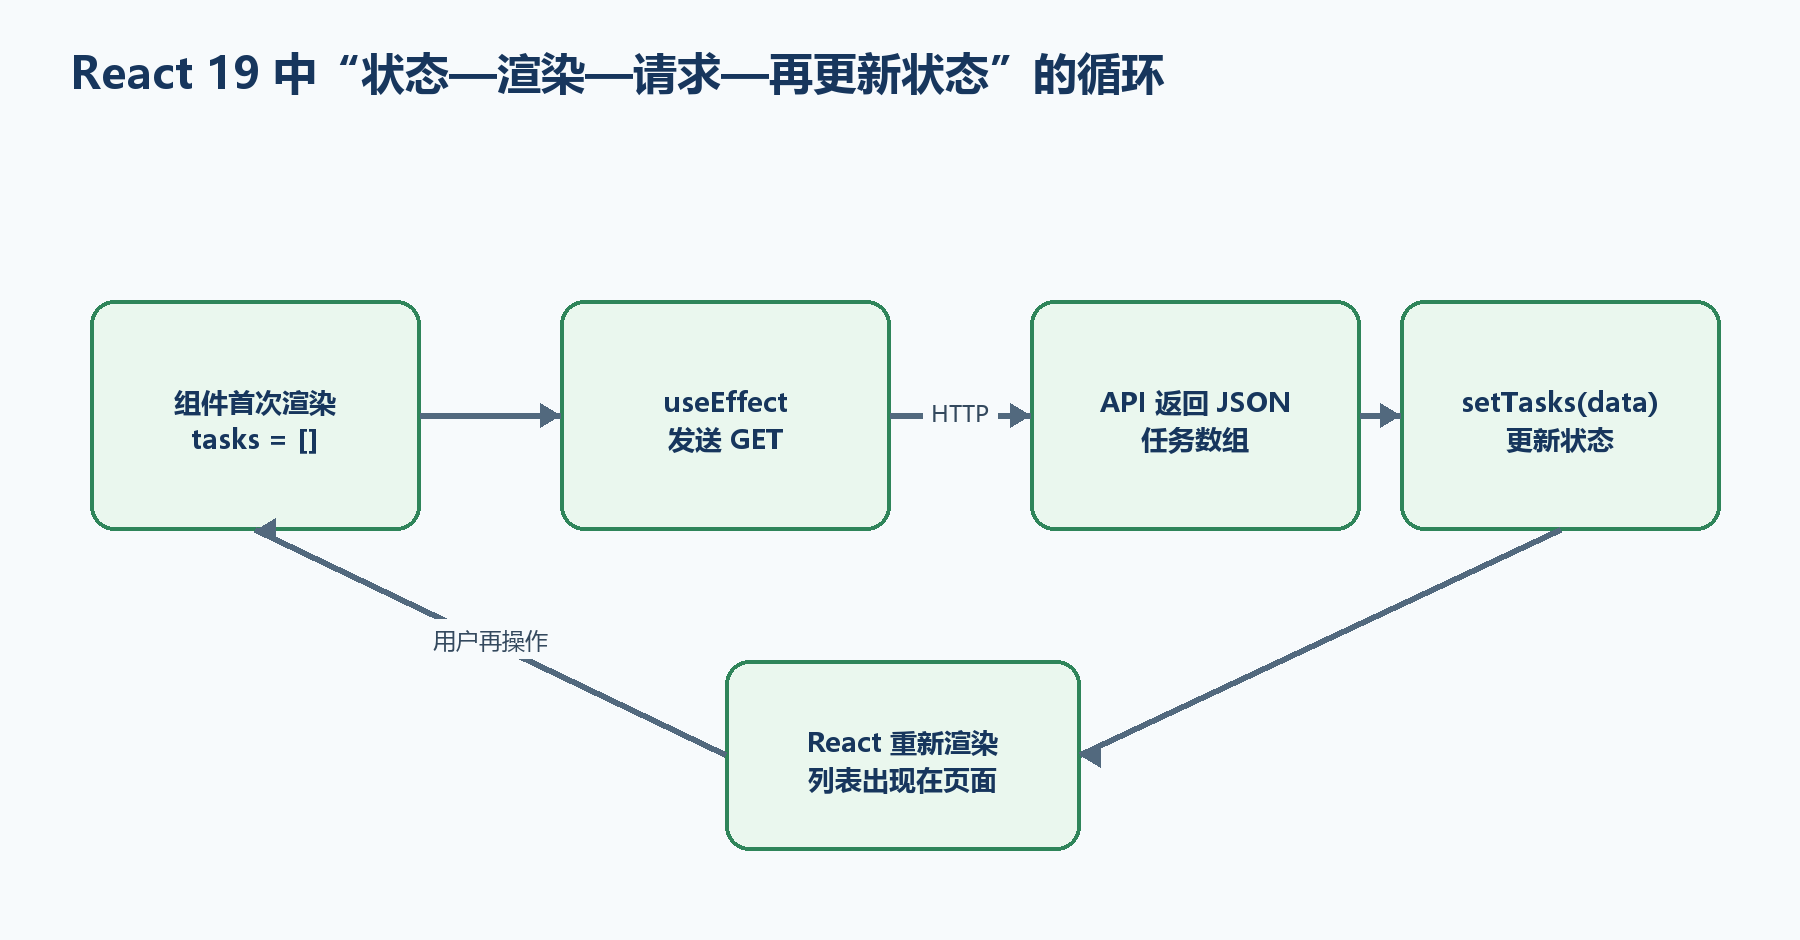 React 19 中“状态—渲染—请求—再更新状态”的循环
组件首次渲染
tasks = []
useEffect
发送 GET
HTTP
API 返回 JSON
任务数组
setTasks(data)
更新状态
用户再操作
React 重新渲染
列表出现在页面